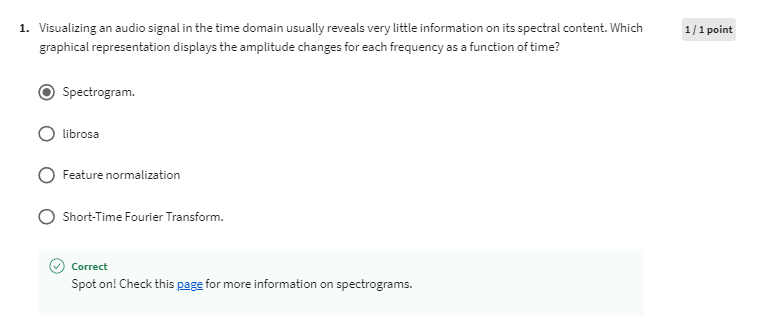 1. Visualizing an audio signal in the time domain usually reveals very little information on its spectral content. Which
1 / 1 point
graphical representation displays the amplitude changes for each frequency as a function of time?
Spectrogram.
librosa
Feature normalization
Short-Time Fourier Transform.
Correct
Spot on! Check this page for more information on spectrograms.